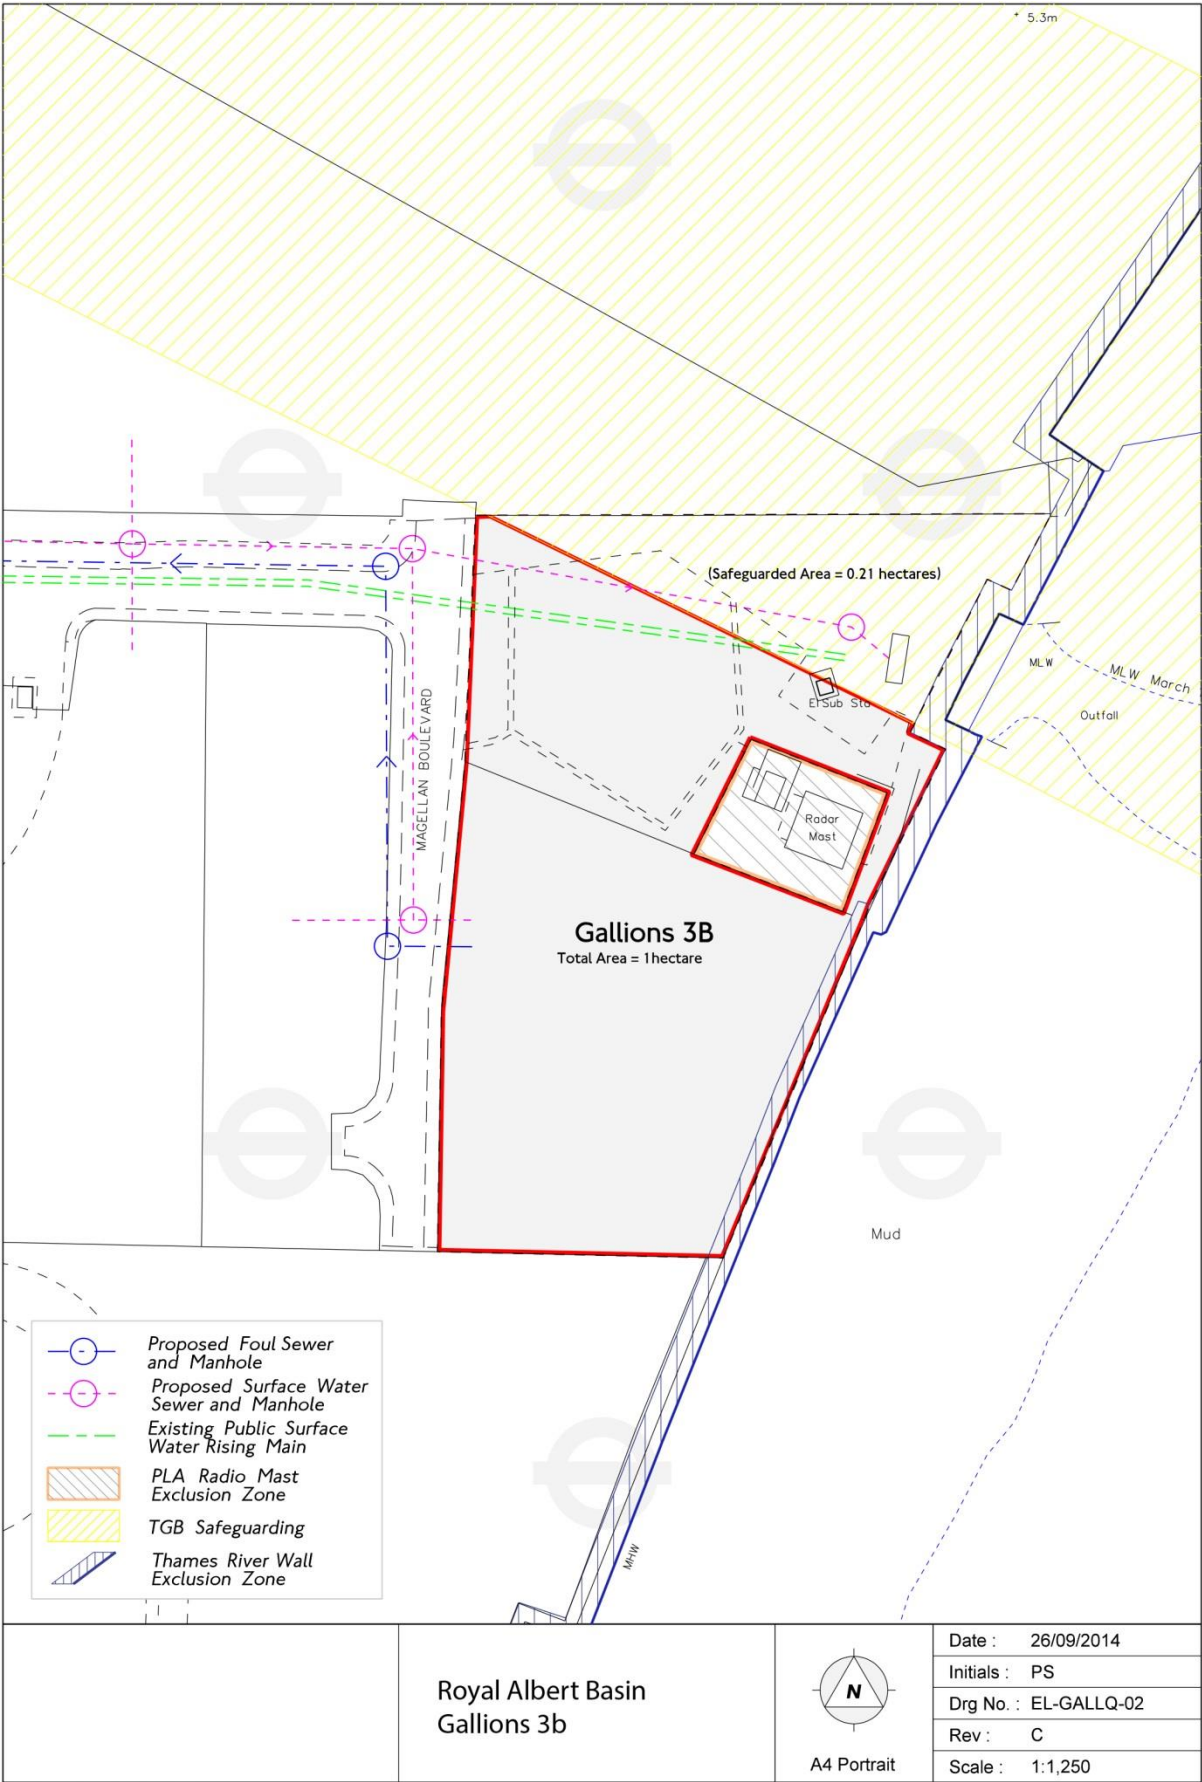 5.3m
(Safeguarded Area = 0.21 hectares)
MLW
MLW March
Outfall
El Sub Sta
MAGELLAN BOULEVARD
Radar
Mast
Gallions 3B
Total Area = 1hectare
Mud
MHW
Proposed Foul Sewer
and Manhole
Proposed Surface Water
Sewer and Manhole
Existing Public Surface
Water Rising Main
PLA Radio Mast
Exclusion Zone
TGB Safeguarding
Thames River Wall
Exclusion Zone
Royal Albert Basin
Gallions 3b
N
A4 Portrait
Date : 26/09/2014
Initials : PS
Drg No. : EL-GALLQ-02
Rev : C
Scale : 1:1,250